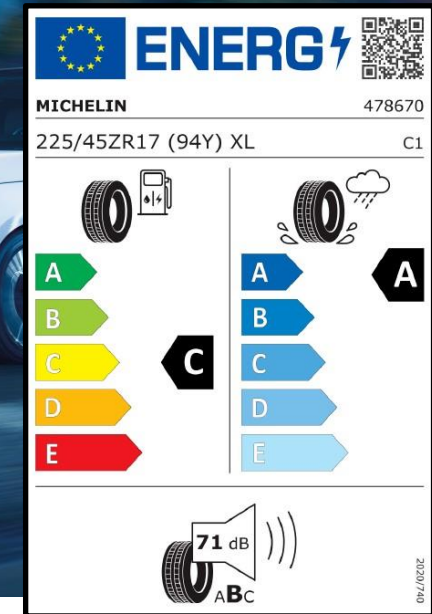 ENERG
MICHELIN 478670
225/45ZR17 (94Y) XL C1
A
B
C
D
E
C
A
B
C
D
E
A
71 dB
ABC
2020/740